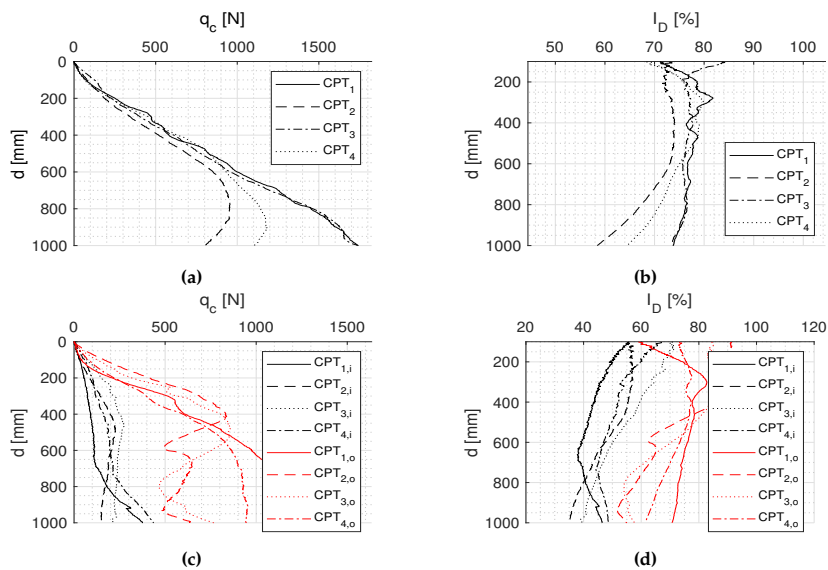 q_c [N]
0 500 1000 1500
0
200
400
600
800
1000
d [mm]
CPT_1
CPT_2
CPT_3
CPT_4
(a)
I_D [%]
50 60 70 80 90 100
200
400
600
800
1000
d [mm]
CPT_1
CPT_2
CPT_3
CPT_4
(b)
q_c [N]
0 500 1000 1500
0
200
400
600
800
1000
d [mm]
CPT_1,i
CPT_2,i
CPT_3,i
CPT_4,i
CPT_1,o
CPT_2,o
CPT_3,o
CPT_4,o
(c)
I_D [%]
20 40 60 80 100 120
200
400
600
800
1000
d [mm]
CPT_1,i
CPT_2,i
CPT_3,i
CPT_4,i
CPT_1,o
CPT_2,o
CPT_3,o
CPT_4,o
(d)